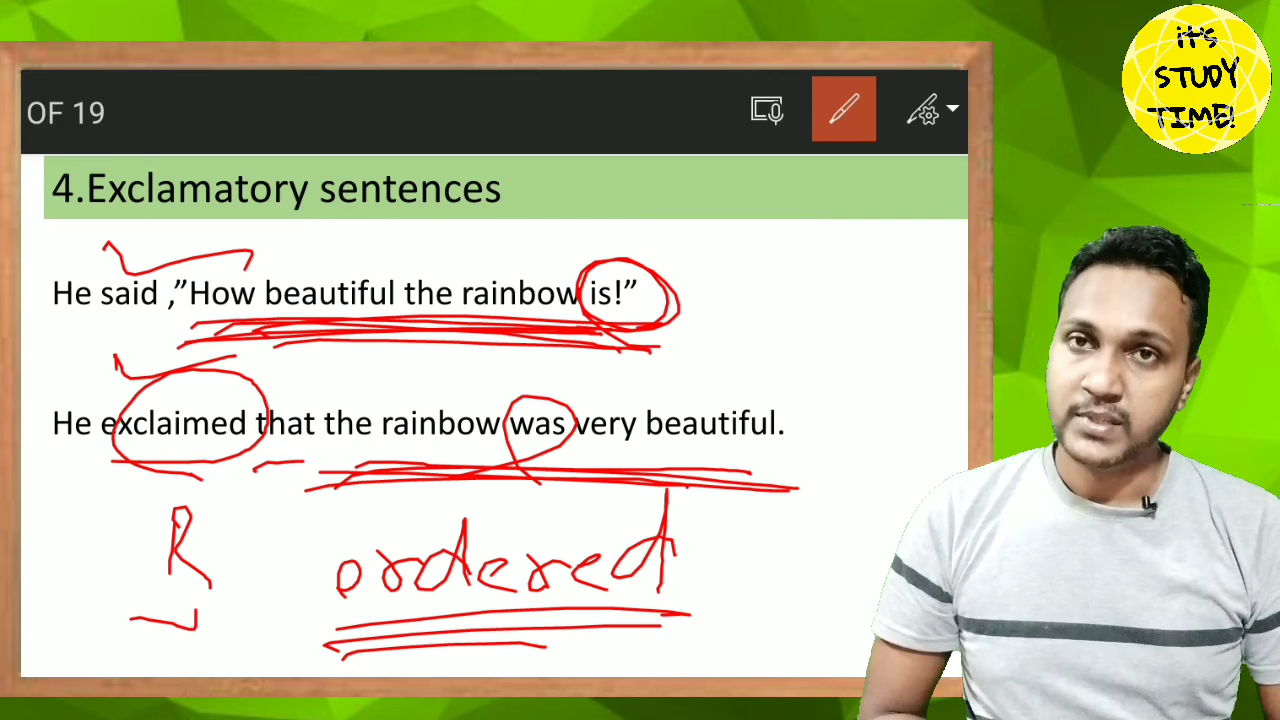 OF 19
it's
STUDY
TIME!
4.Exclamatory sentences
He said ,”How beautiful the rainbow is!”
He exclaimed that the rainbow was very beautiful.
R
ordered